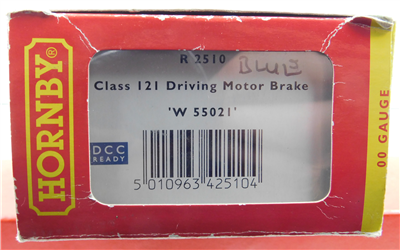 HORNBY®
R 2510
BLUE
Class 121 Driving Motor Brake
'W 55021'
DCC
READY
5 010963 425104
00 GAUGE